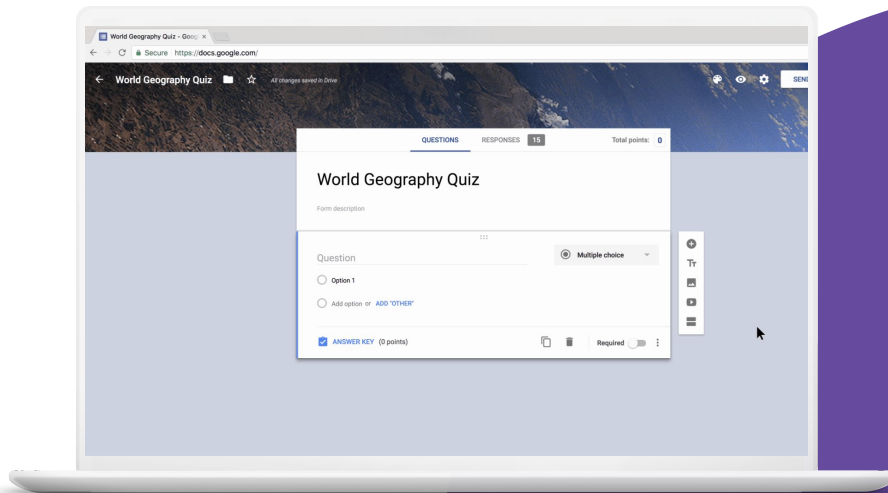 World Geography Quiz - Goog
Secure https://docs.google.com/
World Geography Quiz All changes saved in Drive SEND
QUESTIONS RESPONSES 15 Total points: 0
World Geography Quiz
Form description
Question Multiple choice
Option 1
Add option or ADD "OTHER"
ANSWER KEY (0 points) Required
Tт